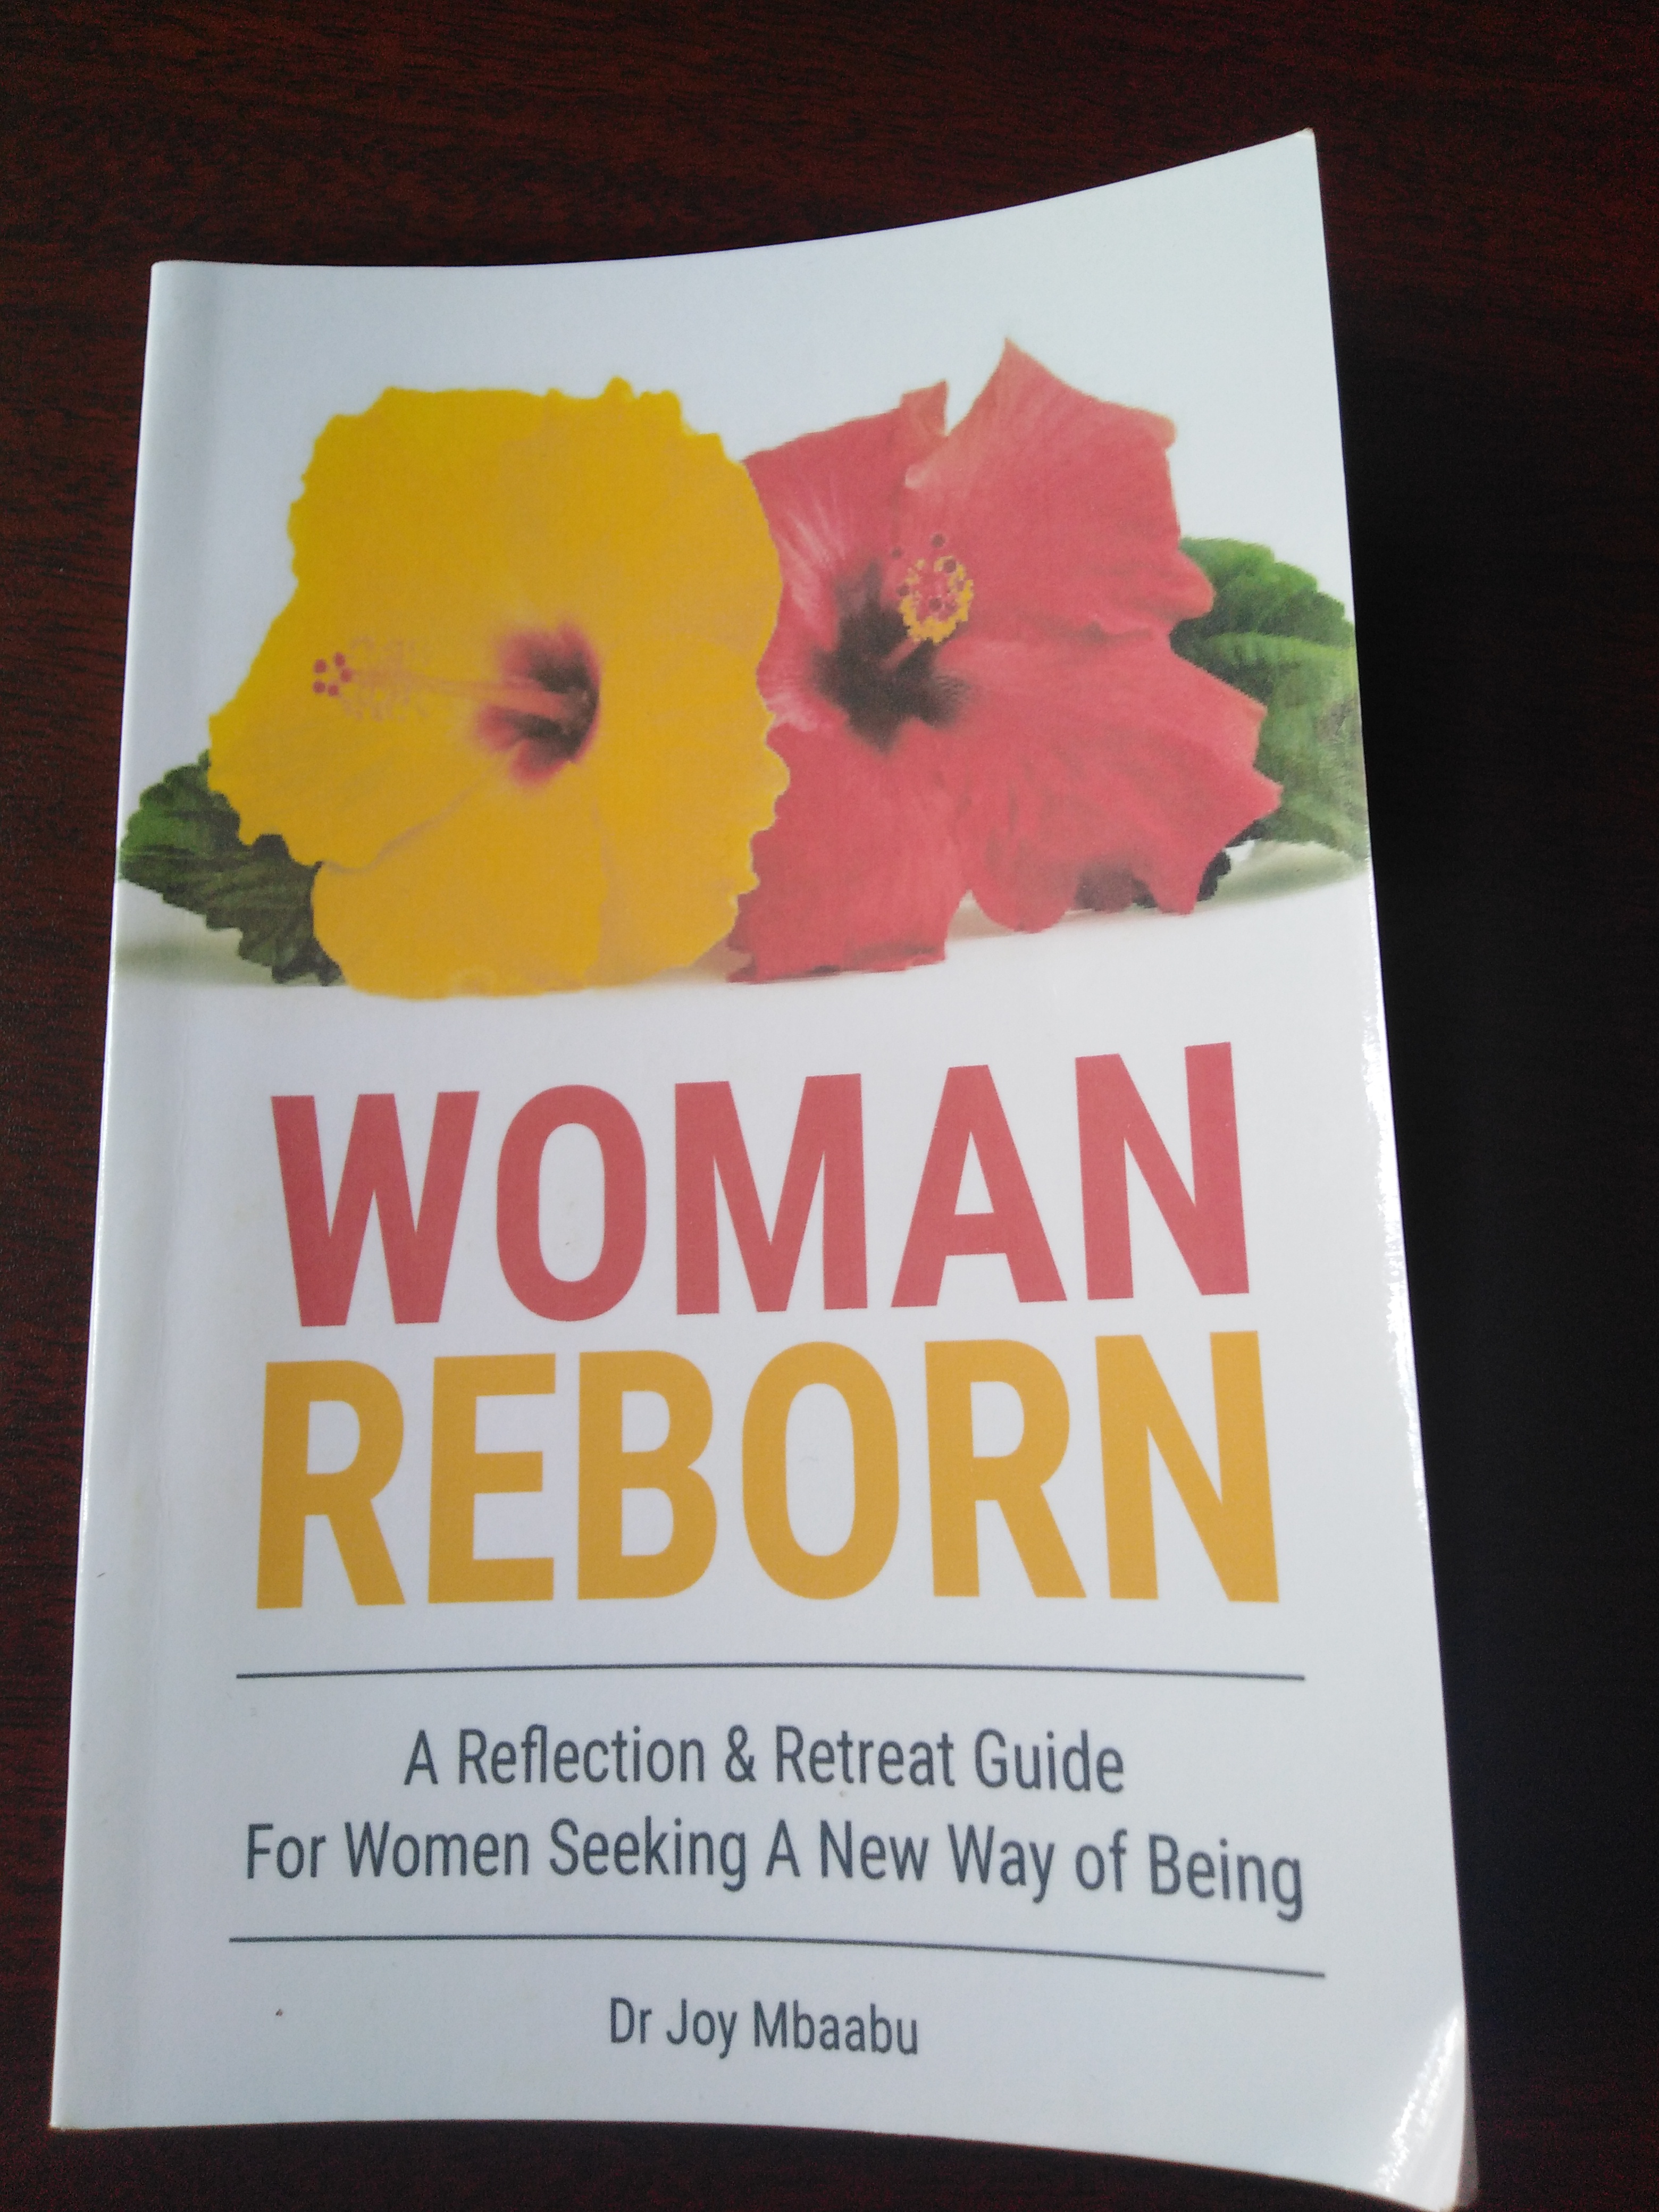 WOMAN
REBORN
A Reflection & Retreat Guide
For Women Seeking A New Way of Being
Dr Joy Mbaabu